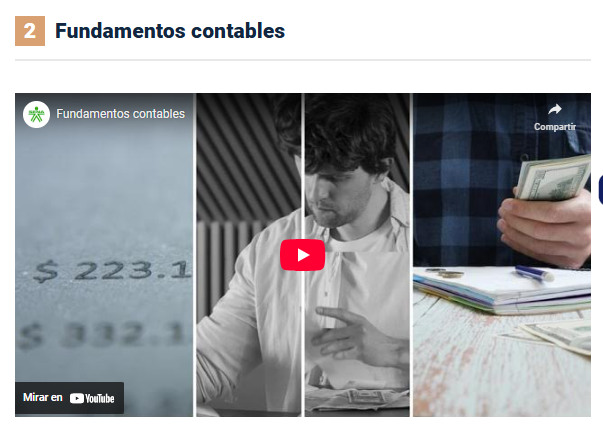 2 Fundamentos contables
Fundamentos contables
Compartir
$ 223.1
$ 332.1
Mirar en YouTube